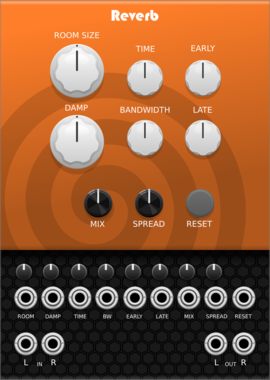 Reverb
ROOM SIZE
TIME
EARLY
DAMP
BANDWIDTH
LATE
MIX
SPREAD
RESET
ROOM DAMP TIME BW EARLY LATE MIX SPREAD RESET
L IN R
L OUT R